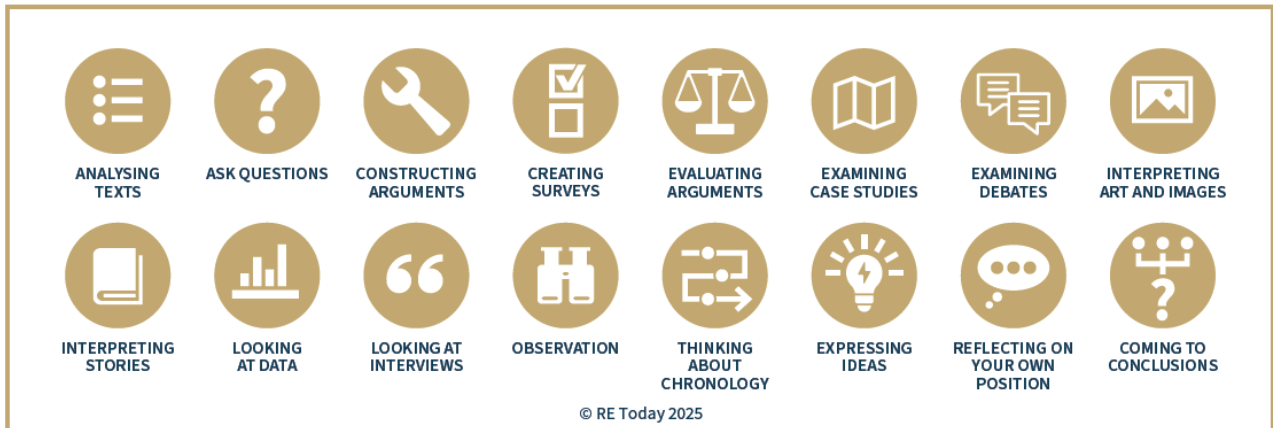 ANALYSING
TEXTS
ASK QUESTIONS
CONSTRUCTING
ARGUMENTS
CREATING
SURVEYS
EVALUATING
ARGUMENTS
EXAMINING
CASE STUDIES
EXAMINING
DEBATES
INTERPRETING
ART AND IMAGES
INTERPRETING
STORIES
LOOKING
AT DATA
LOOKING AT
INTERVIEWS
OBSERVATION
THINKING
ABOUT
CHRONOLOGY
EXPRESSING
IDEAS
REFLECTING ON
YOUR OWN
POSITION
COMING TO
CONCLUSIONS
© RE Today 2025